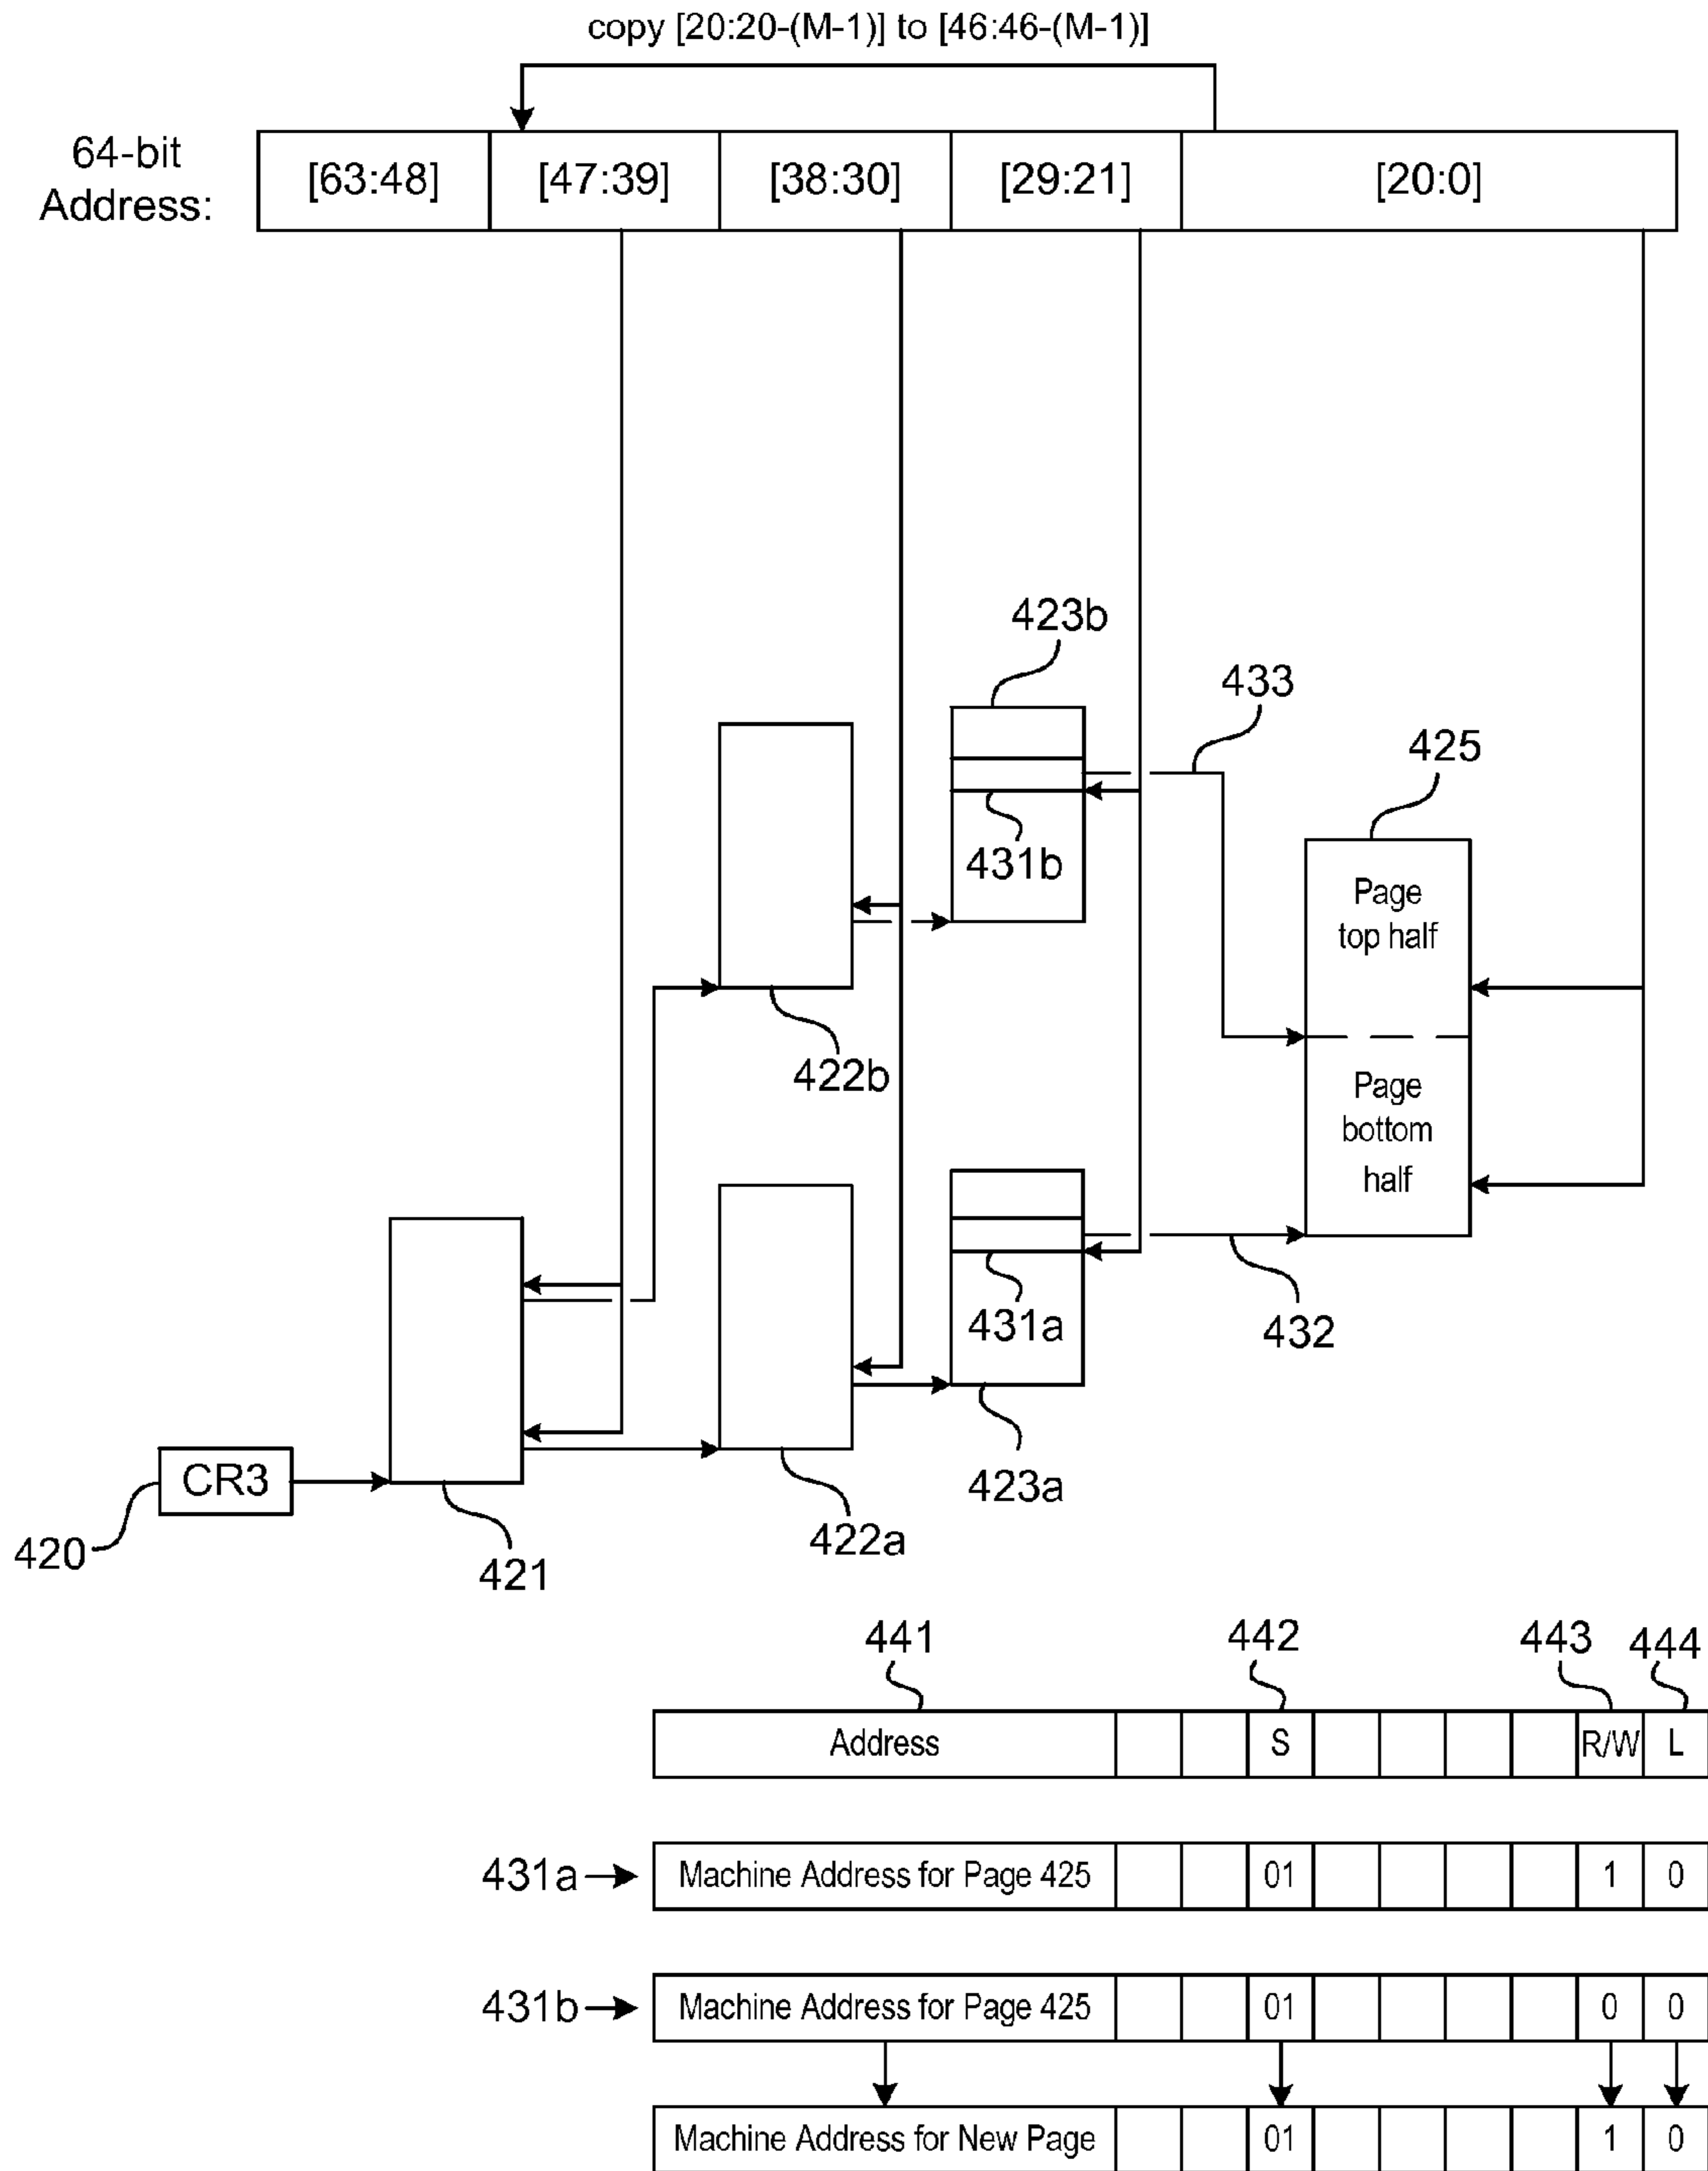 copy [20:20-(M-1)] to [46:46-(M-1)]
64-bit
Address:
[63:48] [47:39] [38:30] [29:21] [20:0]
423b
433
425
431b
Page
top half
422b
Page
bottom
half
431a
432
CR3
423a
420
422a
421
441 442 443 444
Address S R/W L
431a Machine Address for Page 425 01 1 0
431b Machine Address for Page 425 01 0 0
Machine Address for New Page 01 1 0